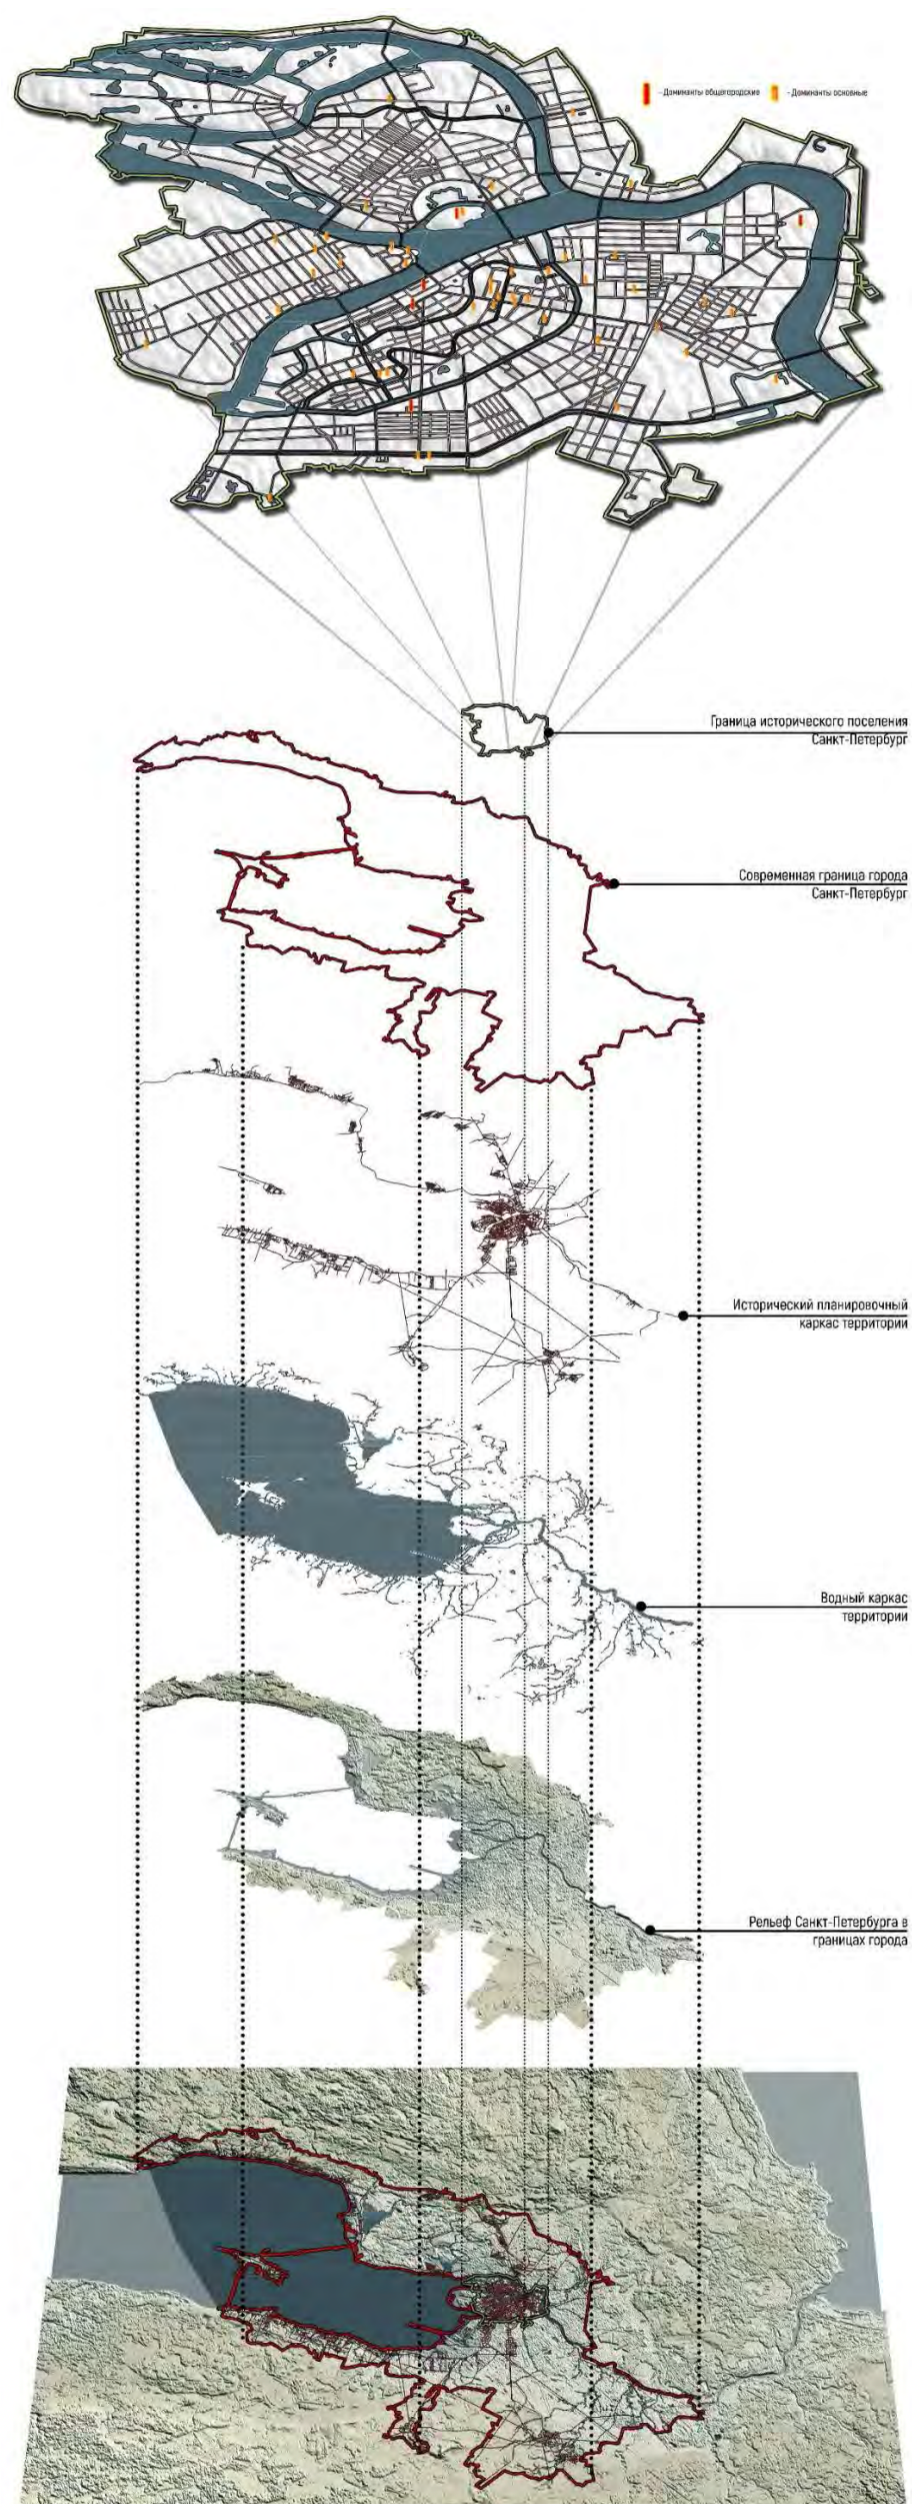 - Доминанты общегородские
- Доминанты основные
Граница исторического поселения
Санкт-Петербург
Современная граница города
Санкт-Петербург
Исторический планировочный
каркас территории
Водный каркас
территории
Рельеф Санкт-Петербурга в
границах города